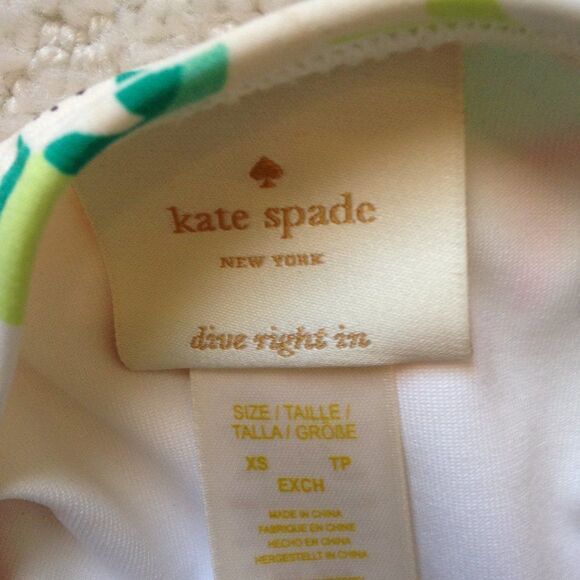 kate spade
NEW YORK
dive right in
SIZE / TAILLE /
TALLA / GRÖßE
XS TP
EXCH
MADE IN CHINA
FABRIQUE EN CHINE
HECHO EN CHINA
HERGESTELLT IN CHINA